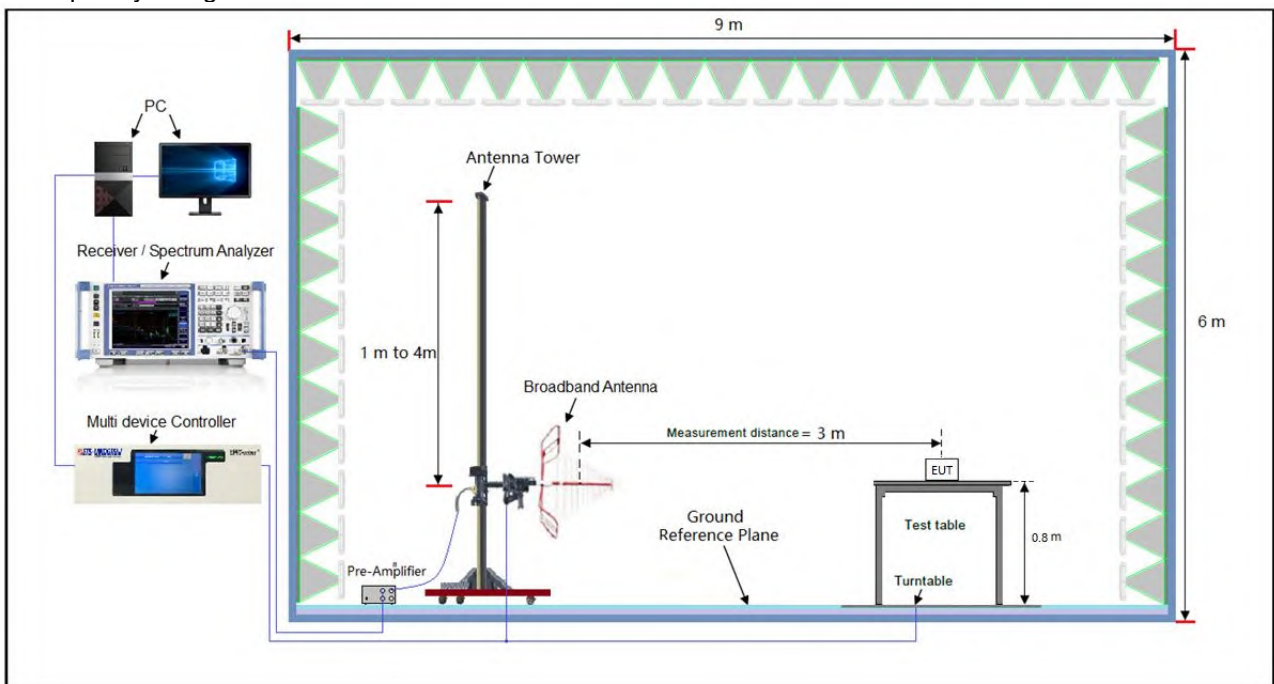 9 m
PC
Antenna Tower
Receiver / Spectrum Analyzer
6 m
1 m to 4m
Broadband Antenna
Multi device Controller
Measurement distance = 3 m
EUT
Ground
Reference Plane
Test table
0.8 m
Pre-Amplifier
Turntable